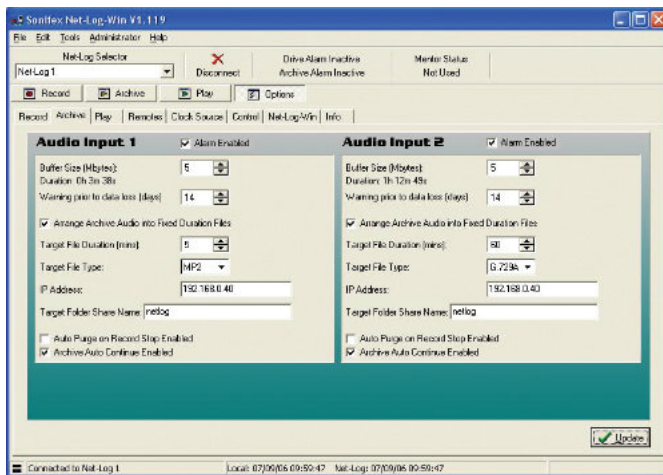 Sonifex Net-Log-Win V1.119
File Edit Tools Administrator Help
Net-Log Selector
Net-Log 1
Disconnect
Drive Alarm Inactive
Archive Alarm Inactive
Mentor Status
Not Used
Record Archive Play Options
Record Archive Play Remotes Clock Source Control Net-Log-Win Info
Audio Input 1 Alarm Enabled
Buffer Size (Mbytes): 5
Duration: 0h 3m 38s
Warning prior to data loss (days) 14
Arrange Archive Audio into Fixed Duration Files
Target File Duration (mins): 5
Target File Type: MP2
IP Address: 192.168.0.40
Target Folder Share Name: netlog
Auto Purge on Record Stop Enabled
Archive Auto Continue Enabled
Audio Input 2 Alarm Enabled
Buffer Size (Mbytes): 5
Duration: 1h 12m 49s
Warning prior to data loss (days) 14
Arrange Archive Audio into Fixed Duration Files
Target File Duration (mins): 60
Target File Type: G.729A
IP Address: 192.168.0.40
Target Folder Share Name: netlog
Auto Purge on Record Stop Enabled
Archive Auto Continue Enabled
Update
Connected to Net-Log 1 Local: 07/09/06 09:59:47 Net-Log: 07/09/06 09:59:47